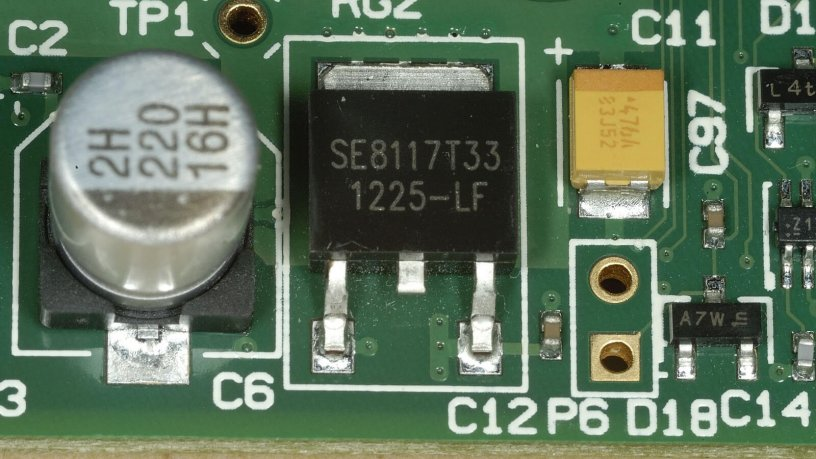 TP1
RG2
C2
C11
D1
2H
220
16H
SE8117T33
1225-LF
+
476A
83J52
C97
L4t
Z1
A7W
3
C6
C12
P6
D18
C14